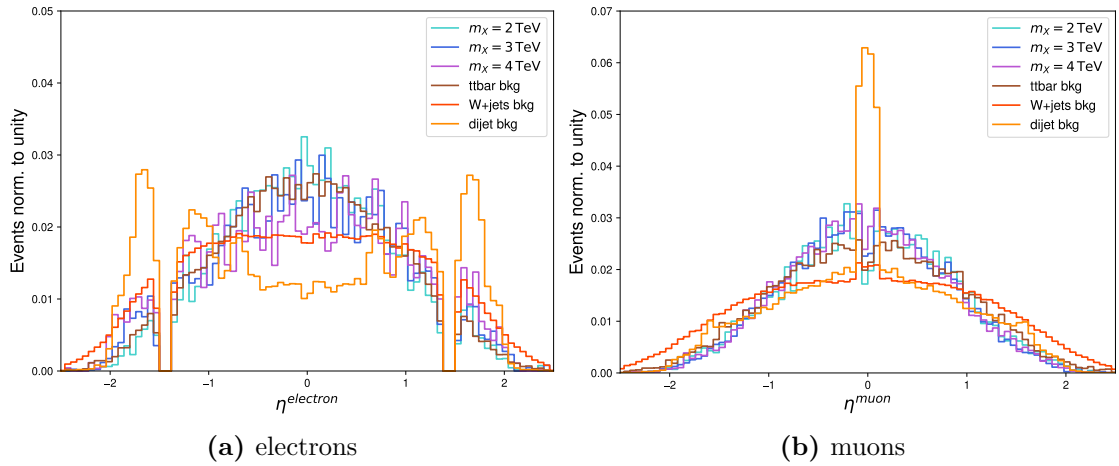 0.05
0.04
0.03
0.02
0.01
0.00
Events norm. to unity
−2
−1
0
1
2
η^{electron}
m_X = 2 TeV
m_X = 3 TeV
m_X = 4 TeV
ttbar bkg
W+jets bkg
dijet bkg
(a) electrons
0.07
0.06
0.05
0.04
0.03
0.02
0.01
0.00
Events norm. to unity
−2
−1
0
1
2
η^{muon}
m_X = 2 TeV
m_X = 3 TeV
m_X = 4 TeV
ttbar bkg
W+jets bkg
dijet bkg
(b) muons